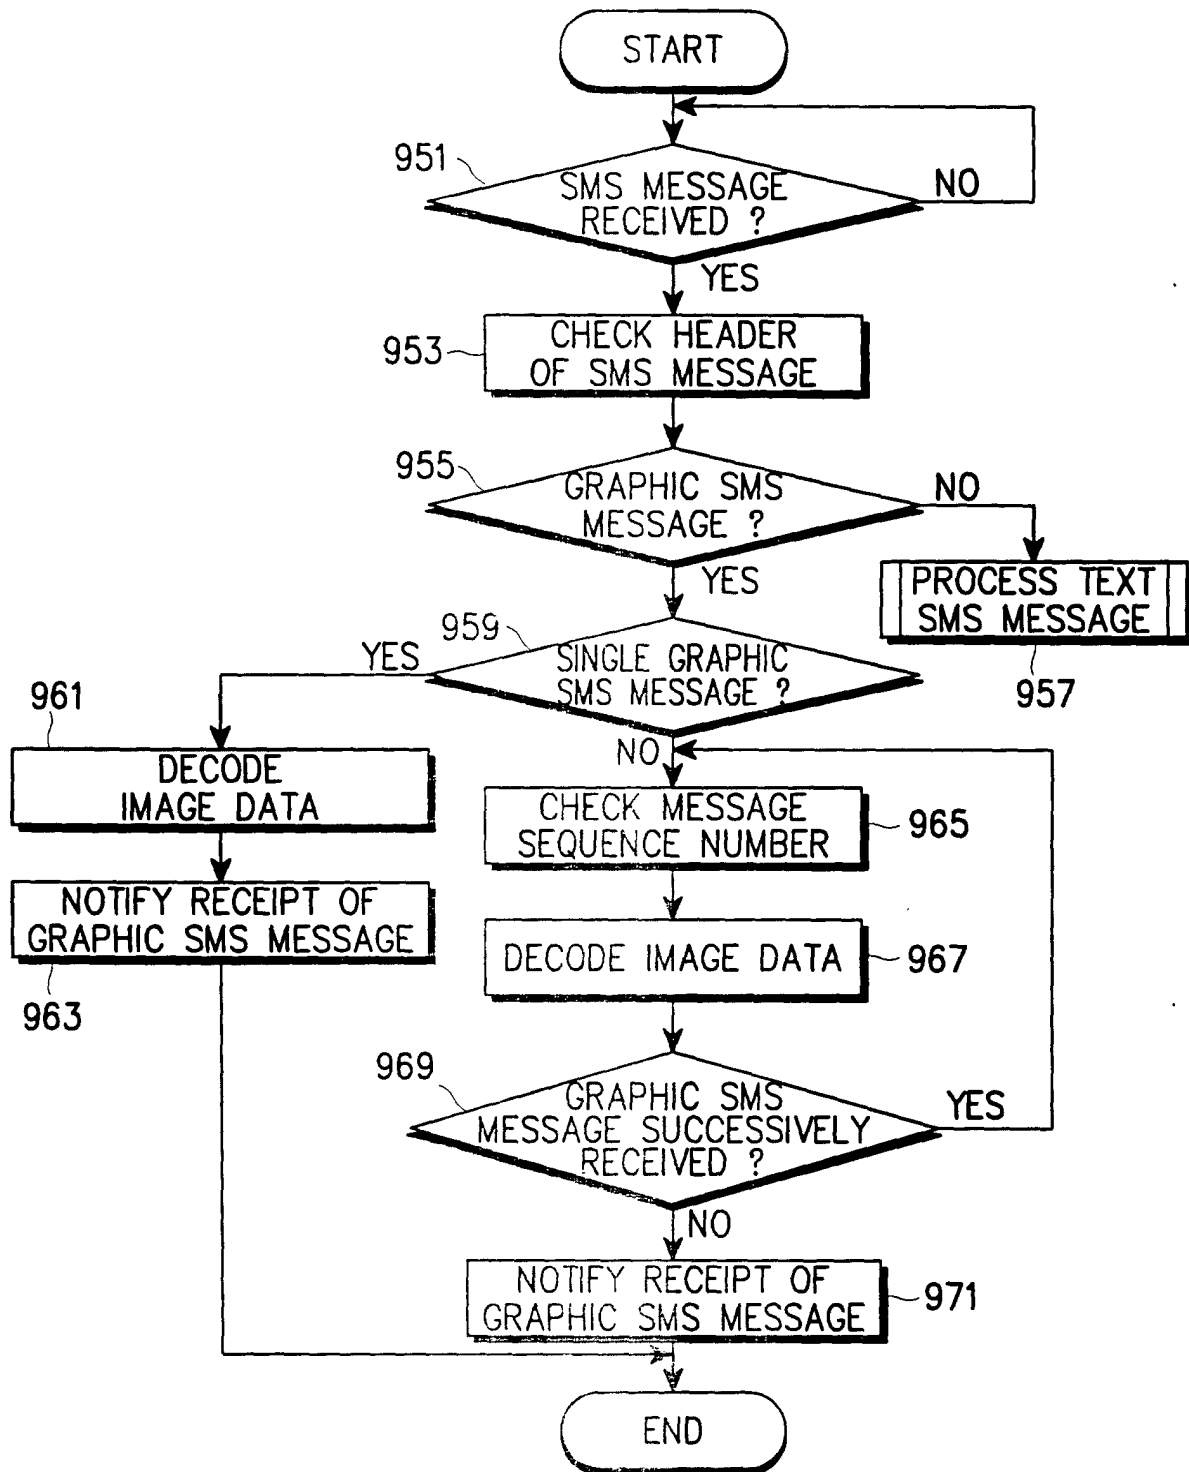 START
951
SMS MESSAGE
RECEIVED ?
NO
YES
953
CHECK HEADER
OF SMS MESSAGE
955
GRAPHIC SMS
MESSAGE ?
NO
YES
PROCESS TEXT
SMS MESSAGE
957
959
SINGLE GRAPHIC
SMS MESSAGE ?
YES
NO
961
DECODE
IMAGE DATA
NOTIFY RECEIPT OF
GRAPHIC SMS MESSAGE
963
CHECK MESSAGE
SEQUENCE NUMBER
965
DECODE IMAGE DATA
967
969
GRAPHIC SMS
MESSAGE SUCCESSIVELY
RECEIVED ?
YES
NO
NOTIFY RECEIPT OF
GRAPHIC SMS MESSAGE
971
END